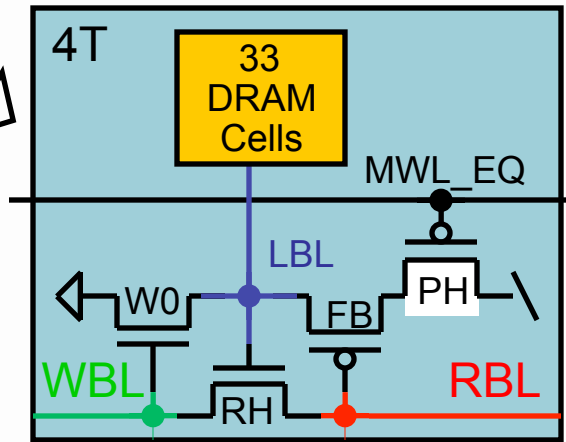 4T
33
DRAM
Cells
MWL_EQ
LBL
W0
FB
PH
WBL
RH
RBL